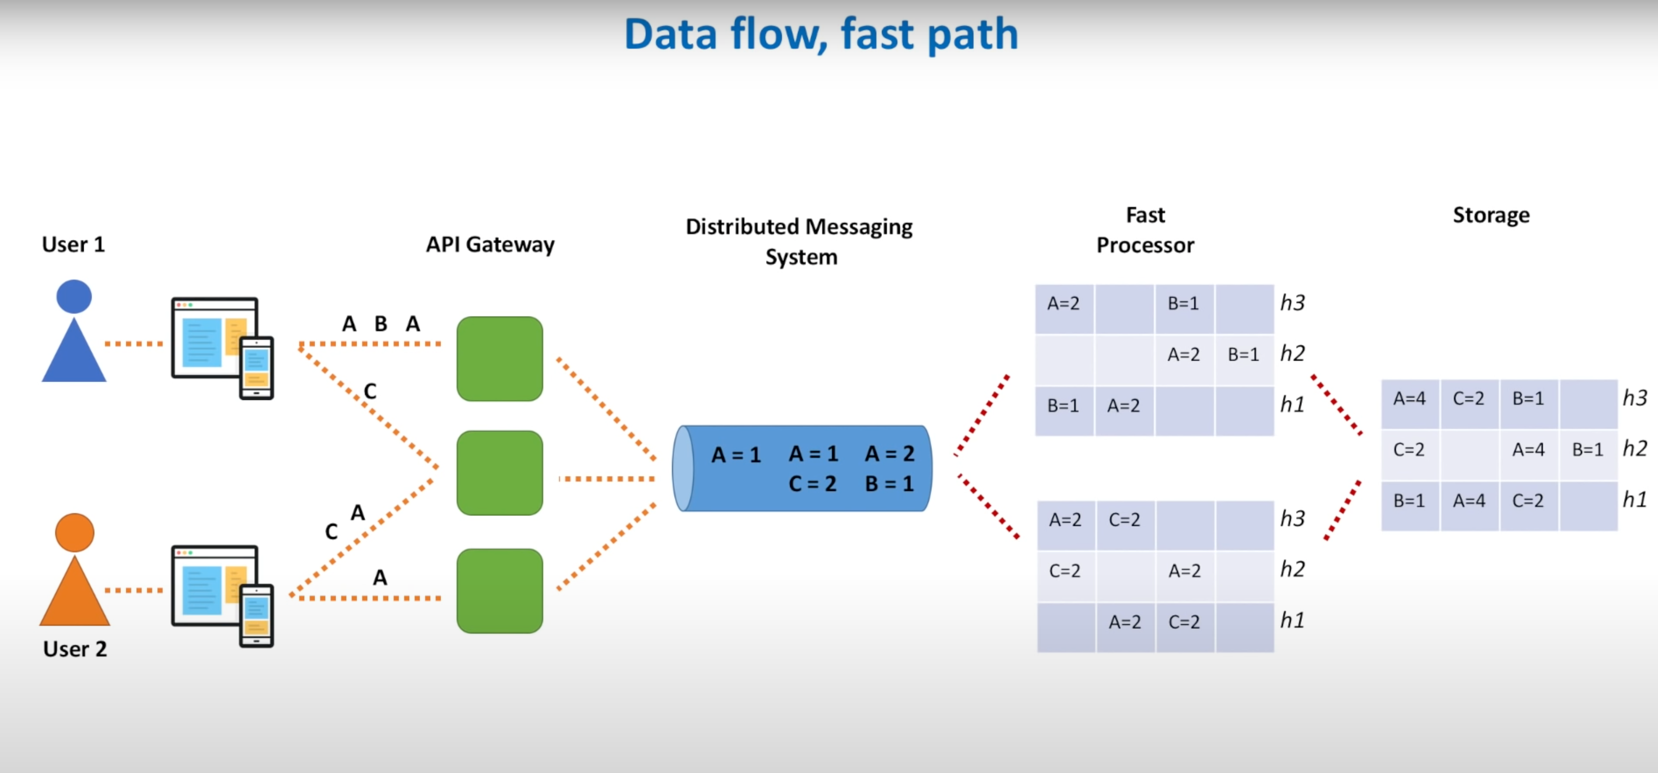 Data flow, fast path
User 1
API Gateway
Distributed Messaging
System
Fast
Processor
Storage
A B A
C
C
A
A
User 2
A = 1 A = 1 A = 2
C = 2 B = 1
A=2 B=1 h3
A=2 B=1 h2
B=1 A=2 h1
A=2 C=2 h3
C=2 A=2 h2
A=2 C=2 h1
A=4 C=2 B=1 h3
C=2 A=4 B=1 h2
B=1 A=4 C=2 h1